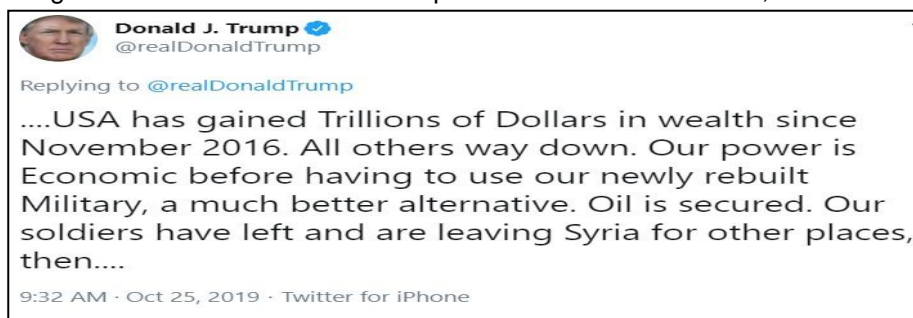 Donald J. Trump
@realDonaldTrump
Replying to @realDonaldTrump
....USA has gained Trillions of Dollars in wealth since
November 2016. All others way down. Our power is
Economic before having to use our newly rebuilt
Military, a much better alternative. Oil is secured. Our
soldiers have left and are leaving Syria for other places,
then....
9:32 AM · Oct 25, 2019 · Twitter for iPhone